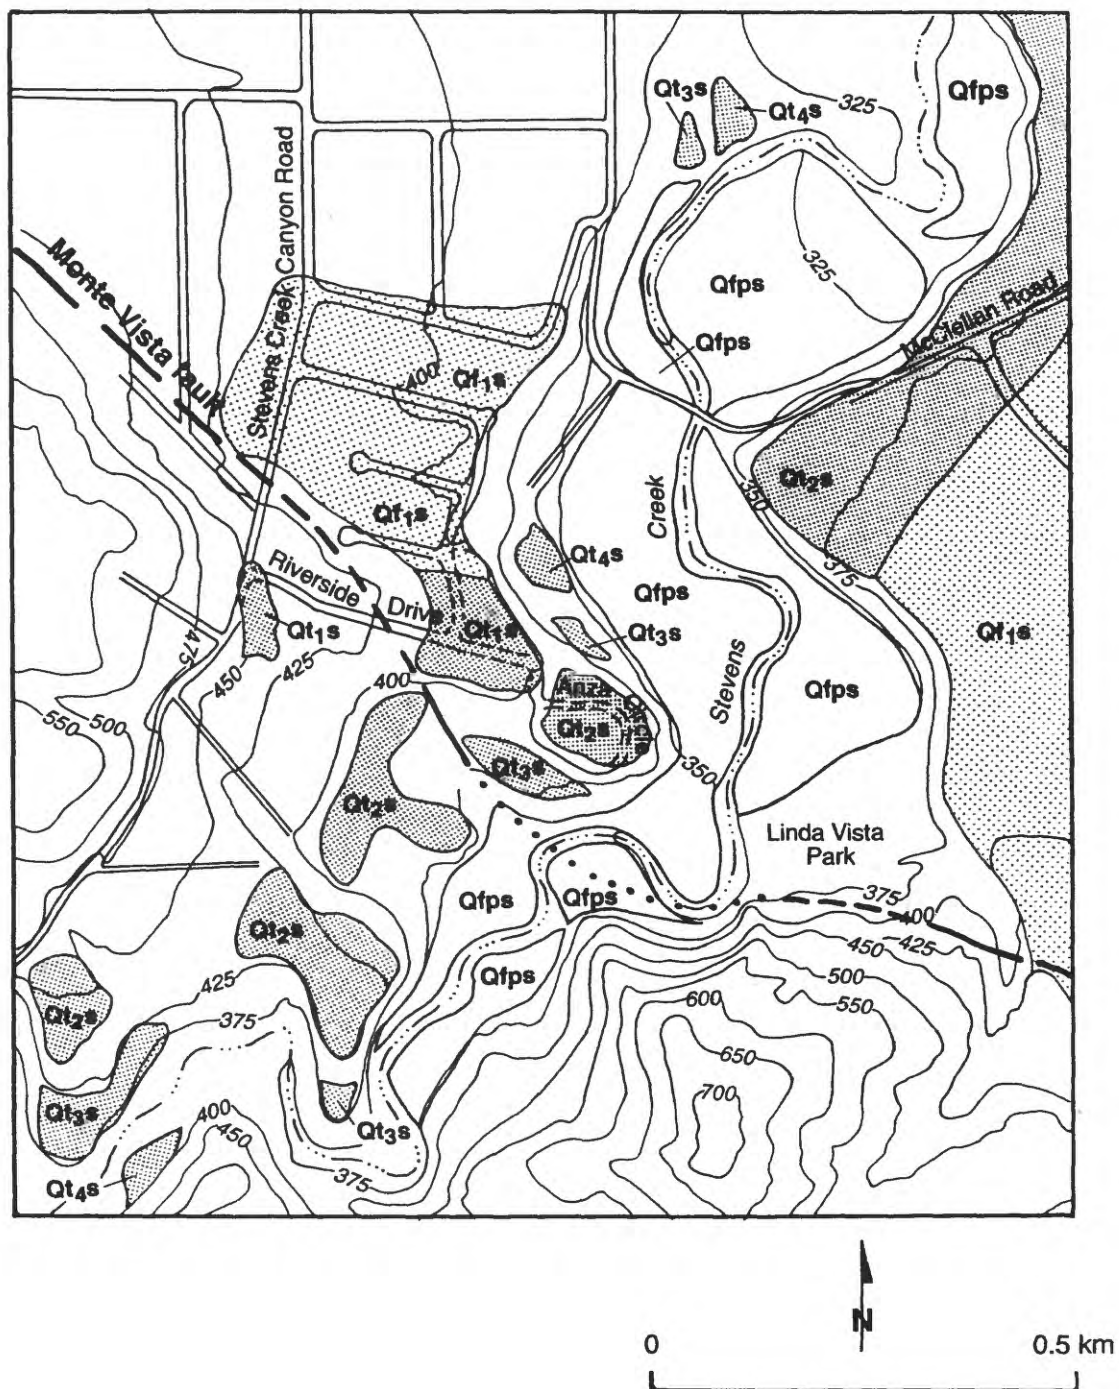 Qt3s
Qt4s
325
Qfps
Stevens Creek Canyon Road
Monte Vista fault
325
Qfps
Qfps
McClellan Road
400
Qf1s
Qt2s
350
Qf1s
Creek
Qt4s
375
Riverside
Drive
Qfps
Qt1s
Qt1s
Qt3s
Qf1s
475
450
425
400
Stevens
Qfps
Anza
Circle
Qt2s
550
500
Qt3s
350
Qt2s
Linda Vista
Park
375
Qfps
Qfps
400
Qt2s
450
425
Qfps
500
425
600
550
Qt2s
375
650
700
Qt3s
400
450
Qt3s
375
Qt4s
N
0
0.5 km